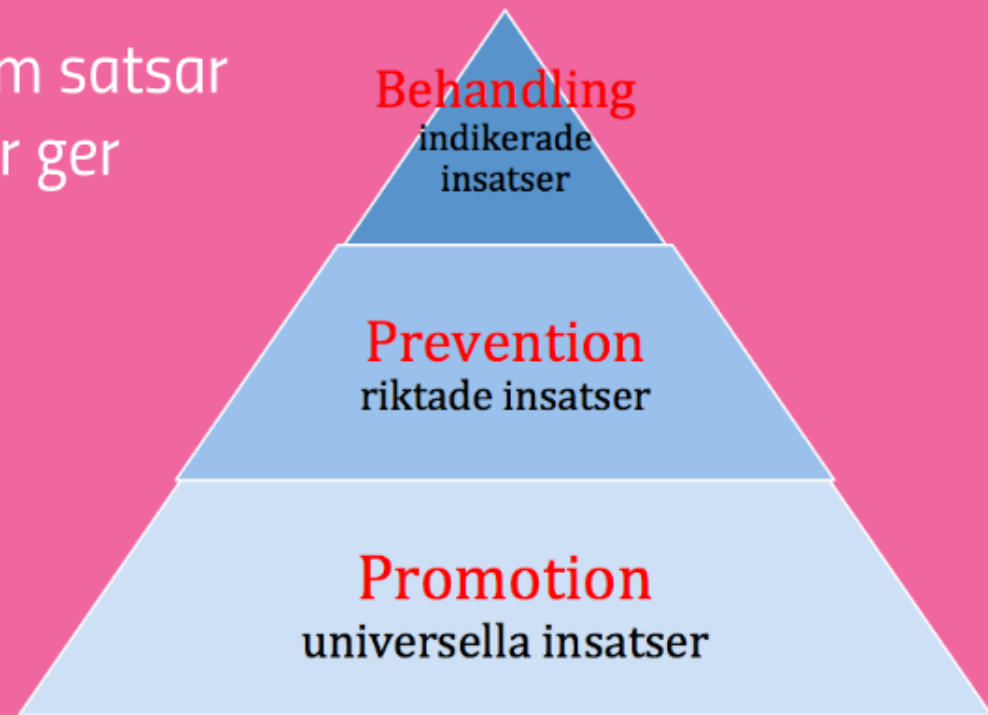 m satsar
r ger
Behandling
indikerade
insatser
Prevention
riktade insatser
Promotion
universella insatser